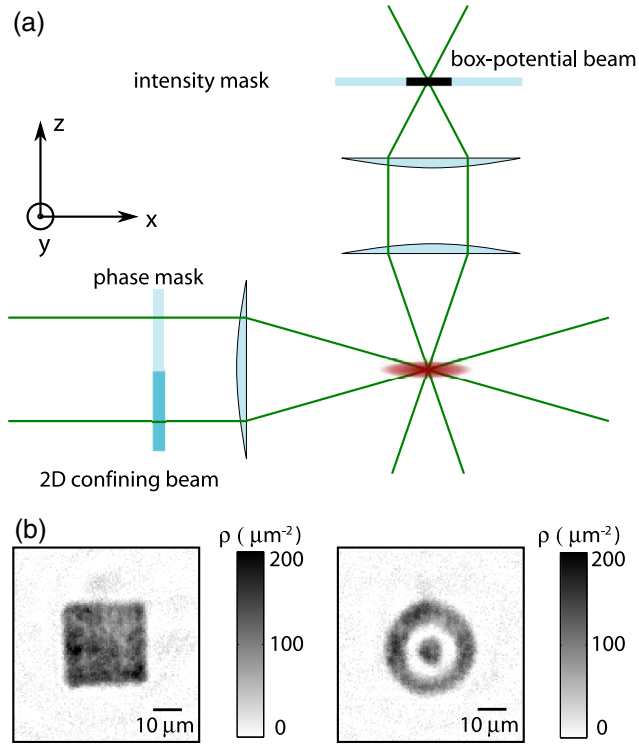 (a)
box-potential beam
intensity mask
z
x
y
phase mask
2D confining beam
(b)
ρ ( μm⁻²) ρ ( μm⁻²)
200 200
100 100
0 0
10 μm 10 μm